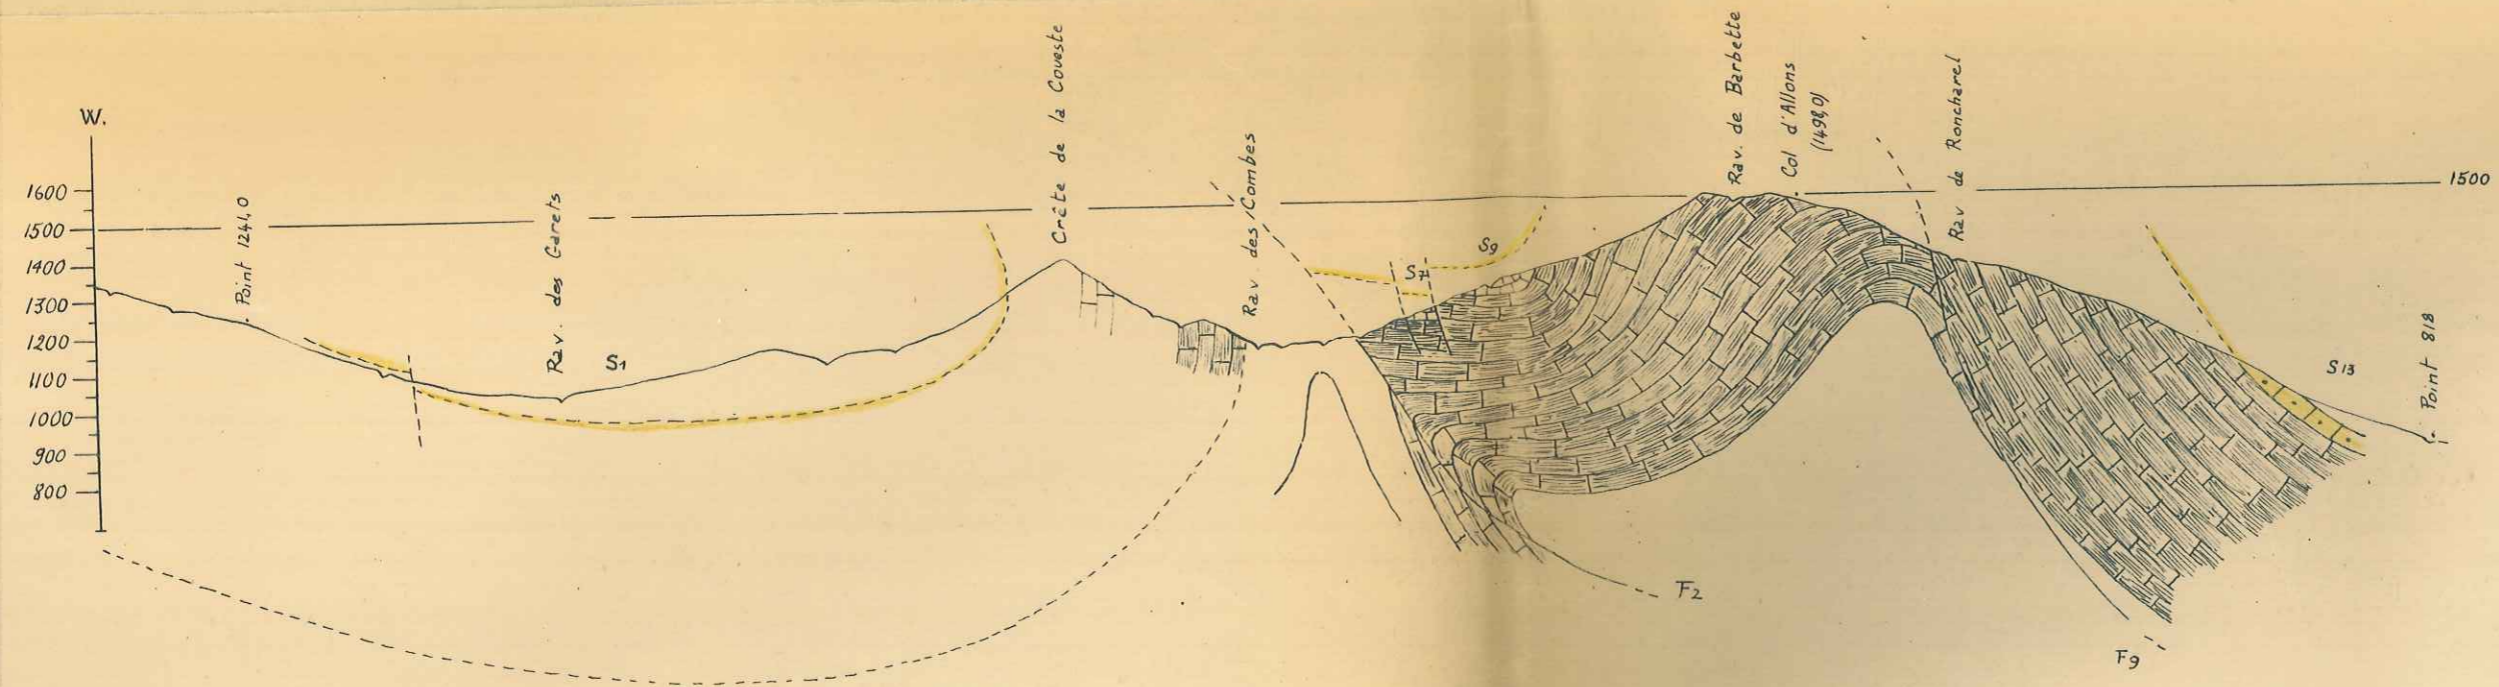 W.
1600
1500
1400
1300
1200
1100
1000
900
800
Point 1241,0
Rav. des Garets
S1
Crête de la Coueste
Rav. des Combes
S7
S9
Rav. de Barbette
Col d'Allons
(1498,0)
Rav de Roncharel
1500
S13
Point 818
F2
F9